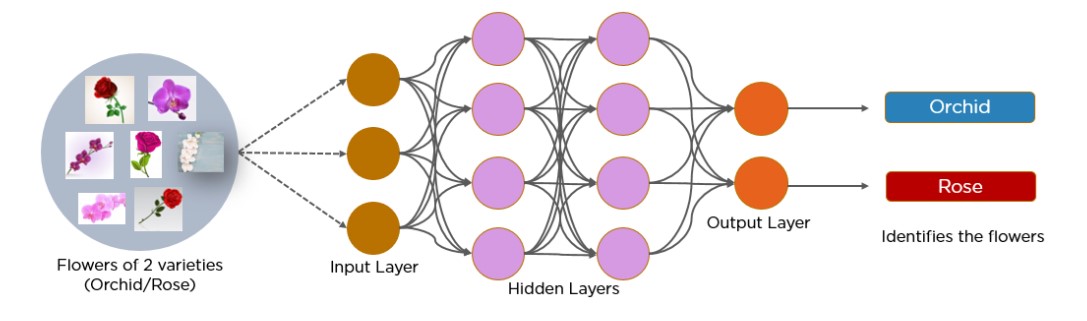 Flowers of 2 varieties
(Orchid/Rose)
Input Layer
Hidden Layers
Output Layer
Orchid
Rose
Identifies the flowers